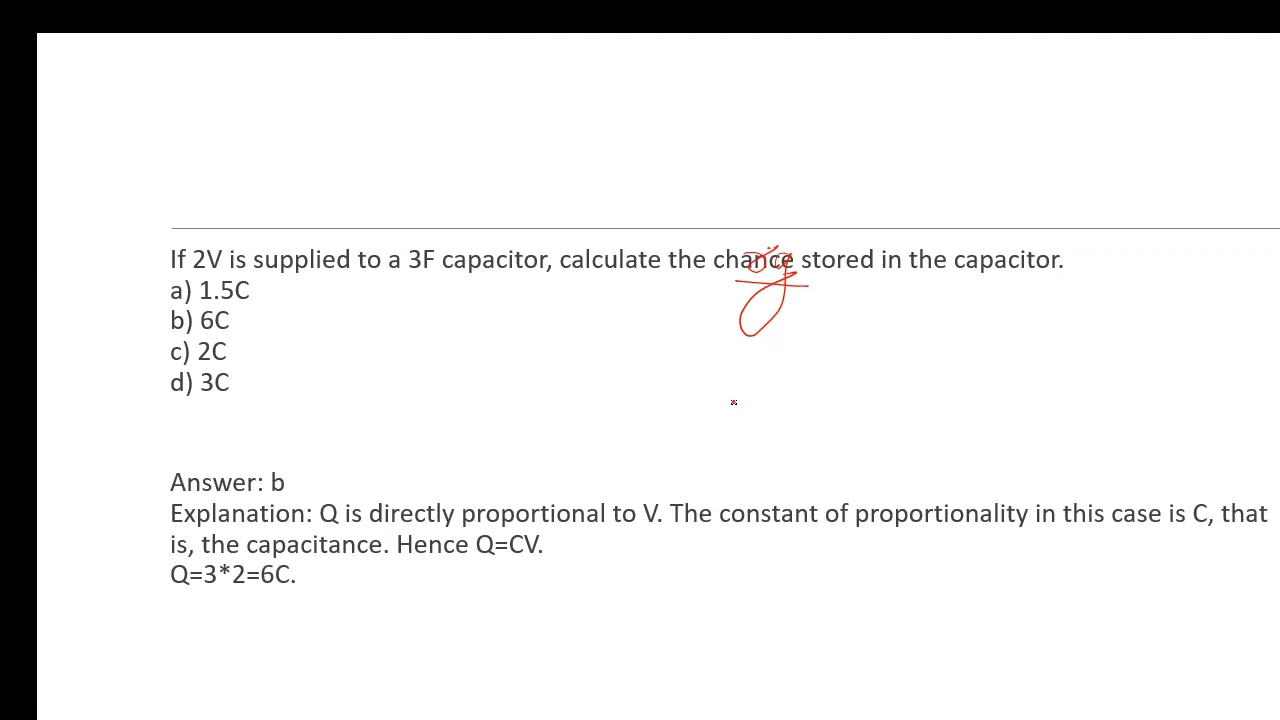 If 2V is supplied to a 3F capacitor, calculate the chance stored in the capacitor.
a) 1.5C
b) 6C
c) 2C
d) 3C
Answer: b
Explanation: Q is directly proportional to V. The constant of proportionality in this case is C, that
is, the capacitance. Hence Q=CV.
Q=3*2=6C.